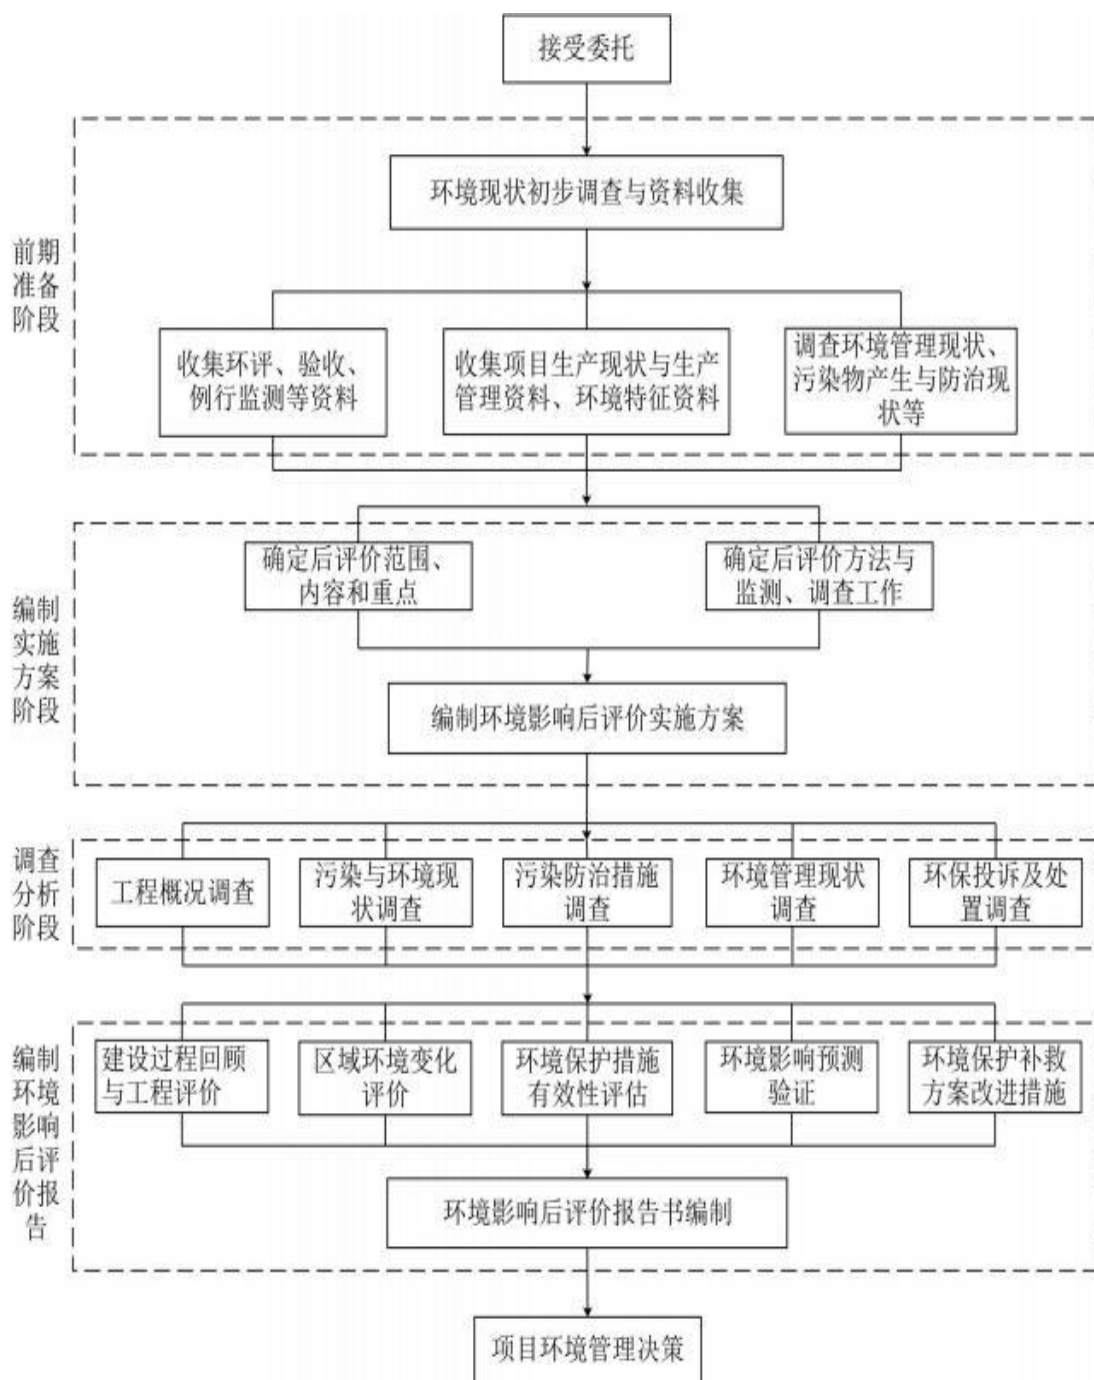 接受委托
环境现状初步调查与资料收集
前期
准备
阶段
收集环评、验收、
例行监测等资料
收集项目生产现状与生产
管理资料、环境特征资料
调查环境管理现状、
污染物产生与防治现
状等
编制
实施
方案
阶段
确定后评价范围、
内容和重点
确定后评价方法与
监测、调查工作
编制环境影响后评价实施方案
调查
分析
阶段
工程概况调查
污染与环境现
状调查
污染防治措施
调查
环境管理现状
调查
环保投诉及处
置调查
编制
环境
影响
后评
价报
告
建设过程回顾
与工程评价
区域环境变化
评价
环境保护措施
有效性评估
环境影响预测
验证
环境保护补救
方案改进措施
环境影响后评价报告书编制
项目环境管理决策